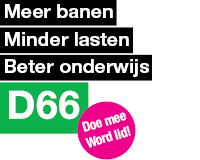 Meer banen
Minder lasten
Beter onderwijs
D66
Doe mee
Word lid!